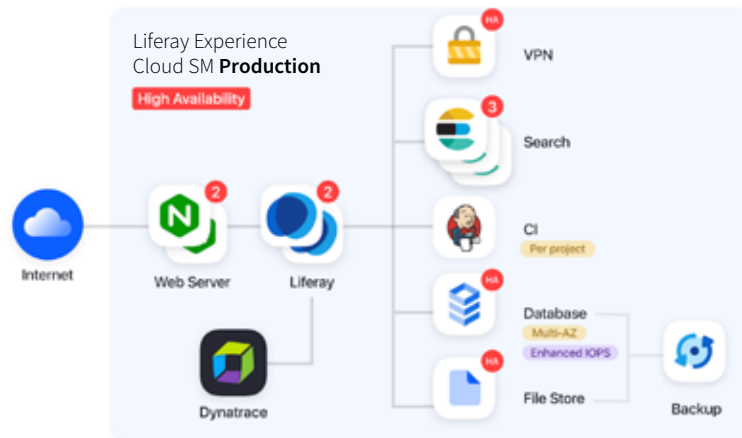 Liferay Experience
Cloud SM Production
High Availability
HA
VPN
3
Search
2
2
N
Internet
Web Server
Liferay
CI
Per project
HA
Database
Multi-AZ
Enhanced IOPS
Dynatrace
HA
File Store
Backup